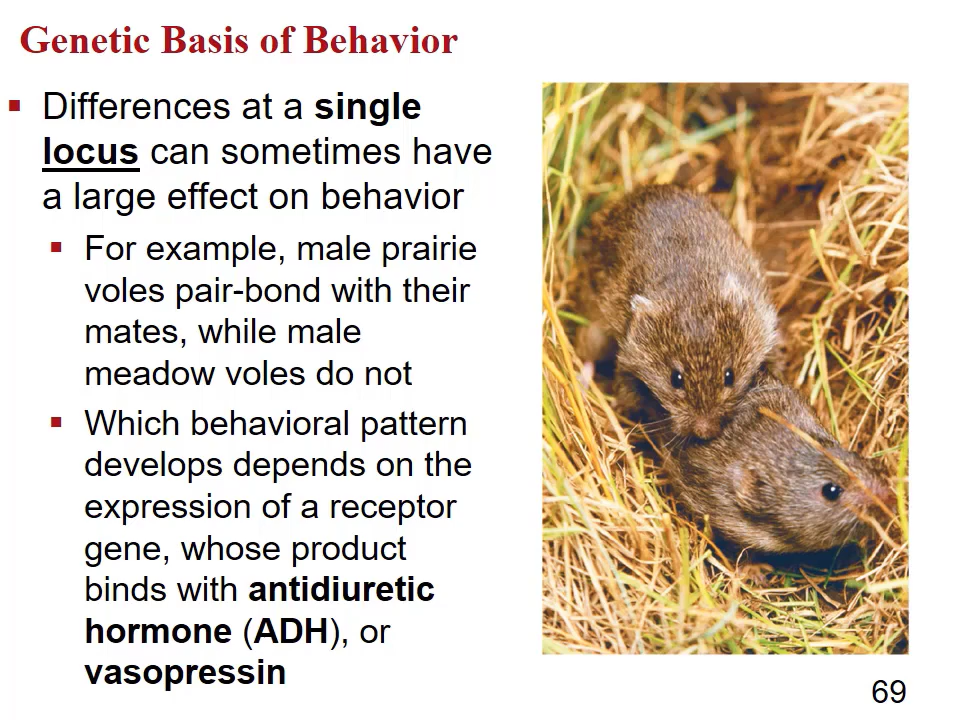 Genetic Basis of Behavior
▪ Differences at a single
locus can sometimes have
a large effect on behavior
▪ For example, male prairie
voles pair-bond with their
mates, while male
meadow voles do not
▪ Which behavioral pattern
develops depends on the
expression of a receptor
gene, whose product
binds with antidiuretic
hormone (ADH), or
vasopressin
69